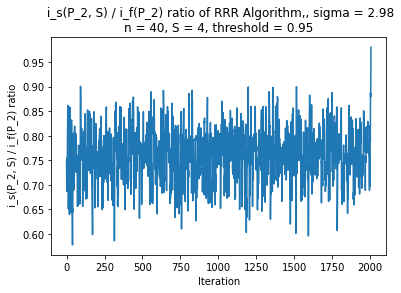 i_s(P_2, S) / i_f(P_2) ratio of RRR Algorithm,, sigma = 2.98
n = 40, S = 4, threshold = 0.95
i_s(P_2, S) / i_f(P_2) ratio
0.95
0.90
0.85
0.80
0.75
0.70
0.65
0.60
0 250 500 750 1000 1250 1500 1750 2000
Iteration